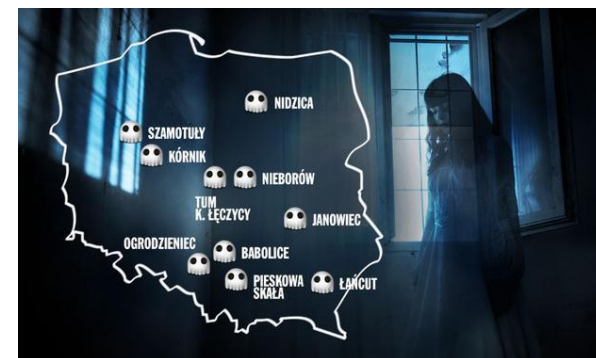 NIDZICA
SZAMOTUŁY
KÓRNIK
NIEBORÓW
TUM
K. ŁĘCZYCY
JANOWIEC
OGRODZIENIEC
BABOLICE
PIESKOWA
SKAŁA
ŁAŃCUT